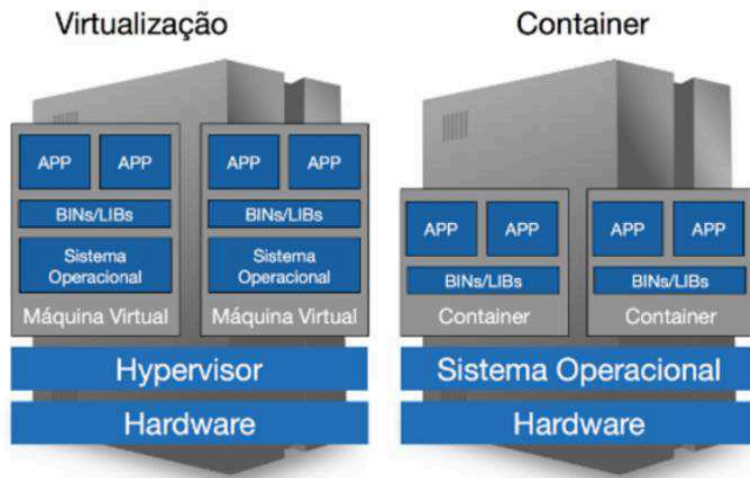 Virtualização
APP APP
BINs/LIBs
Sistema
Operacional
Máquina Virtual
APP APP
BINs/LIBs
Sistema
Operacional
Máquina Virtual
Hypervisor
Hardware
Container
APP APP
BINs/LIBs
Container
APP APP
BINs/LIBs
Container
Sistema Operacional
Hardware